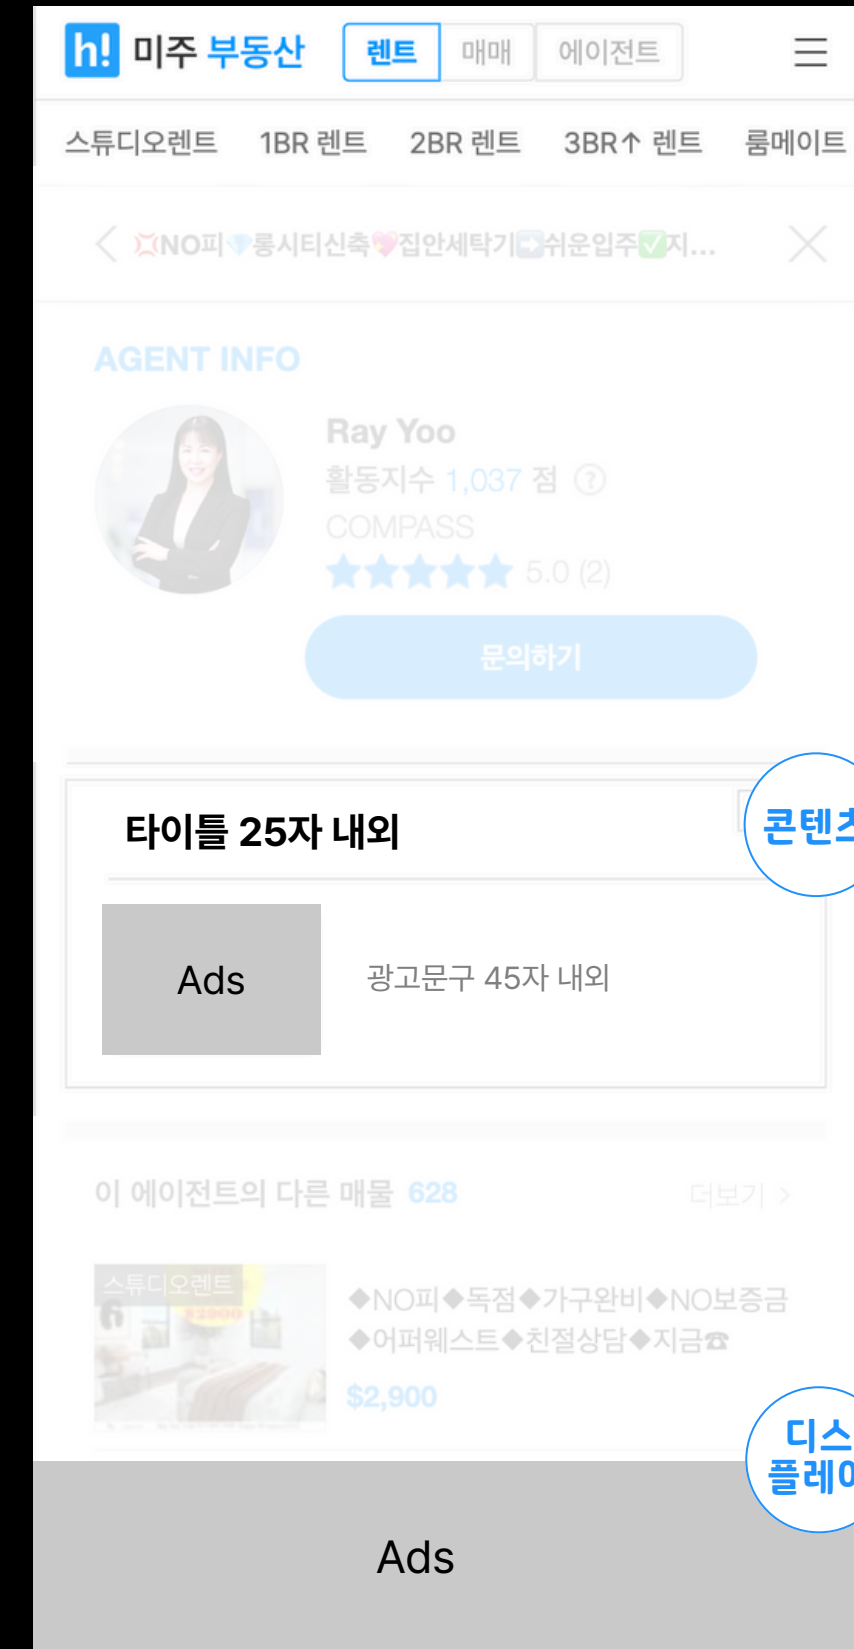 h! 미주 부동산 렌트 매매 에이전트
스튜디오렌트 1BR 렌트 2BR 렌트 3BR↑ 렌트 룸메이트
💢NO피💎롱시티신축💖집안세탁기➡️쉬운입주✅지...
AGENT INFO
Ray Yoo
활동지수 1,037 점 ?
COMPASS
★★★★★ 5.0 (2)
문의하기
콘텐츠
타이틀 25자 내외
Ads
광고문구 45자 내외
이 에이전트의 다른 매물 628 더보기 >
스튜디오렌트
6
$2900
◆NO피◆독점◆가구완비◆NO보증금
◆어퍼웨스트◆친절상담◆지금☎
$2,900
디스
플레이
Ads